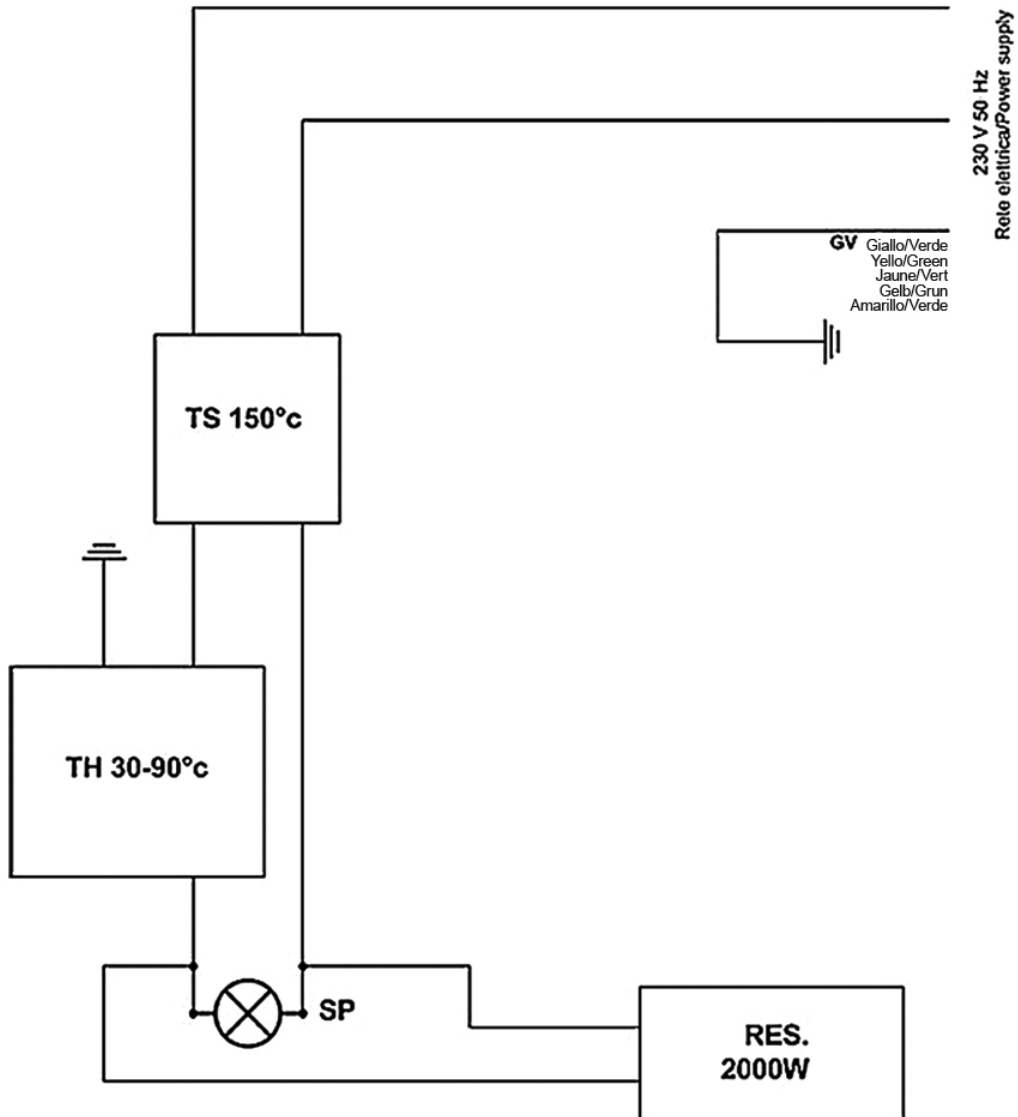 230 V 50 Hz
Rete elettrica/Power supply
GV Giallo/Verde
Yello/Green
Jaune/Vert
Gelb/Grun
Amarillo/Verde
TS 150°c
TH 30-90°c
SP
RES.
2000W